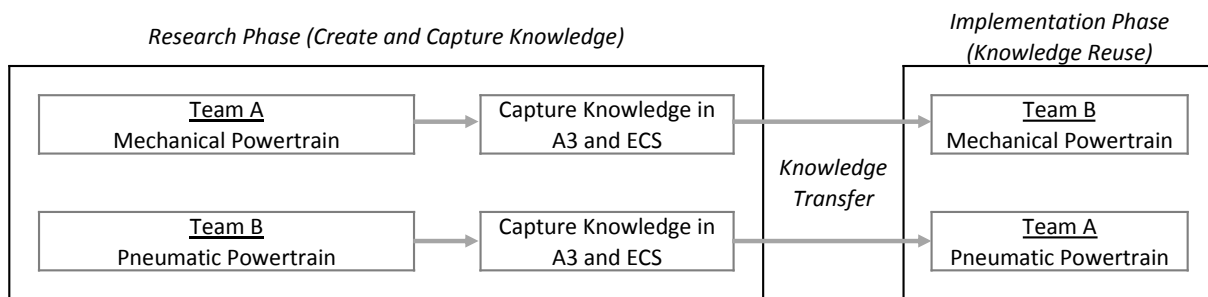 Research Phase (Create and Capture Knowledge)
Implementation Phase
(Knowledge Reuse)
Team A
Mechanical Powertrain
Capture Knowledge in
A3 and ECS
Team B
Mechanical Powertrain
Knowledge
Transfer
Team B
Pneumatic Powertrain
Capture Knowledge in
A3 and ECS
Team A
Pneumatic Powertrain